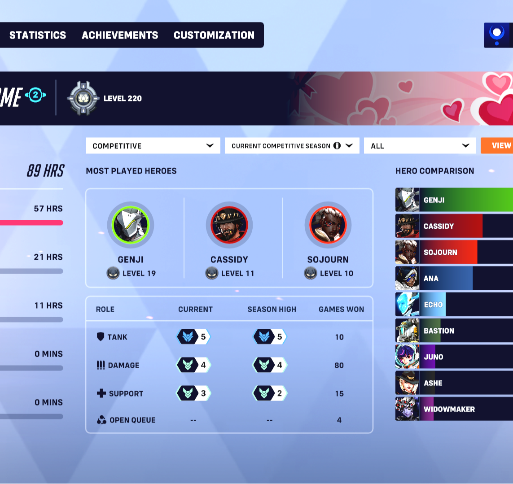 STATISTICS ACHIEVEMENTS CUSTOMIZATION
OME 2 LEVEL 220
COMPETITIVE CURRENT COMPETITIVE SEASON ALL VIEW
89 HRS MOST PLAYED HEROES HERO COMPARISON
57 HRS
21 HRS
11 HRS
0 MINS
0 MINS
GENJI CASSIDY SOJOURN
LEVEL 19 LEVEL 11 LEVEL 10
ROLE CURRENT SEASON HIGH GAMES WON
TANK 5 5 10
DAMAGE 4 4 80
SUPPORT 3 2 15
OPEN QUEUE -- -- 4
GENJI
CASSIDY
SOJOURN
ANA
ECHO
BASTION
JUNO
ASHE
WIDOWMAKER